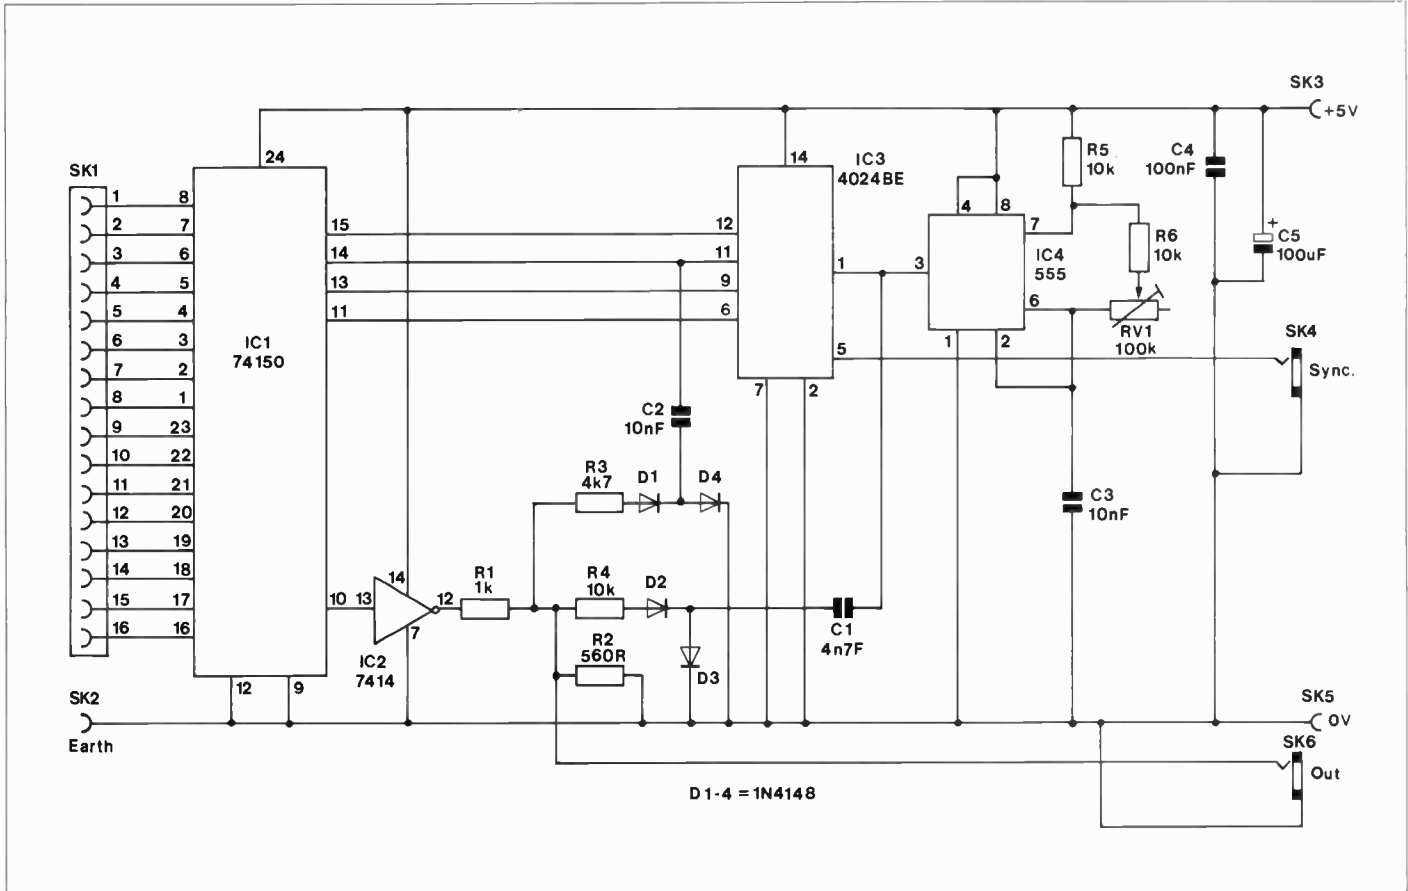 SK3
+5V
24
14
IC3
4024BE
R5
10k
C4
100nF
SK1
1 8
2 7
3 6
4 5
5 4
6 3
7 2
8 1
9 23
10 22
11 21
12 20
13 19
14 18
15 17
16 16
IC1
74150
15
14
13
11
12
11
9
6
1
5
7
2
3
4
8
7
IC4
555
6
1
2
R6
10k
RV1
100k
+
C5
100uF
SK4
Sync.
C2
10nF
R3
4k7
D1
D4
C3
10nF
10
13
14
12
7
IC2
7414
R1
1k
R4
10k
D2
R2
560R
D3
C1
4n7F
12
9
SK2
Earth
SK5
0V
SK6
Out
D1-4 = 1N4148